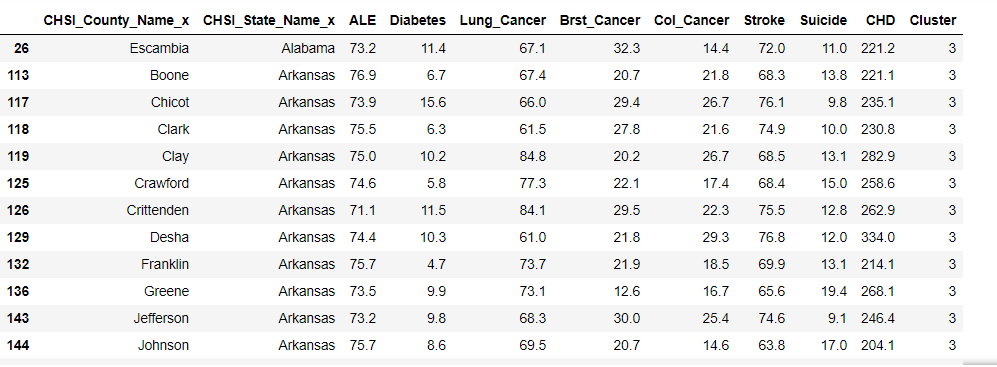 CHSI_County_Name_x CHSI_State_Name_x ALE Diabetes Lung_Cancer Brst_Cancer Col_Cancer Stroke Suicide CHD Cluster
26 Escambia Alabama 73.2 11.4 67.1 32.3 14.4 72.0 11.0 221.2 3
113 Boone Arkansas 76.9 6.7 67.4 20.7 21.8 68.3 13.8 221.1 3
117 Chicot Arkansas 73.9 15.6 66.0 29.4 26.7 76.1 9.8 235.1 3
118 Clark Arkansas 75.5 6.3 61.5 27.8 21.6 74.9 10.0 230.8 3
119 Clay Arkansas 75.0 10.2 84.8 20.2 26.7 68.5 13.1 282.9 3
125 Crawford Arkansas 74.6 5.8 77.3 22.1 17.4 68.4 15.0 258.6 3
126 Crittenden Arkansas 71.1 11.5 84.1 29.5 22.3 75.5 12.8 262.9 3
129 Desha Arkansas 74.4 10.3 61.0 21.8 29.3 76.8 12.0 334.0 3
132 Franklin Arkansas 75.7 4.7 73.7 21.9 18.5 69.9 13.1 214.1 3
136 Greene Arkansas 73.5 9.9 73.1 12.6 16.7 65.6 19.4 268.1 3
143 Jefferson Arkansas 73.2 9.8 68.3 30.0 25.4 74.6 9.1 246.4 3
144 Johnson Arkansas 75.7 8.6 69.5 20.7 14.6 63.8 17.0 204.1 3